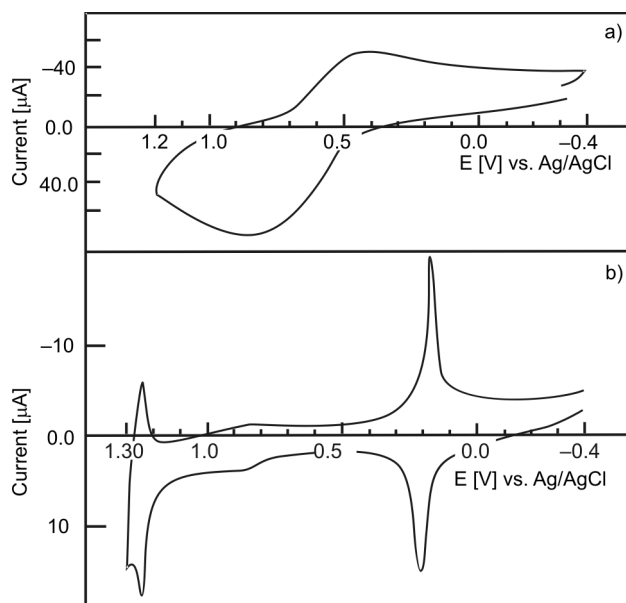 a)
−40
0.0
40.0
Current [µA]
1.2 1.0 0.5 0.0 −0.4
E [V] vs. Ag/AgCl
b)
−10
0.0
10
Current [µA]
1.30 1.0 0.5 0.0 −0.4
E [V] vs. Ag/AgCl